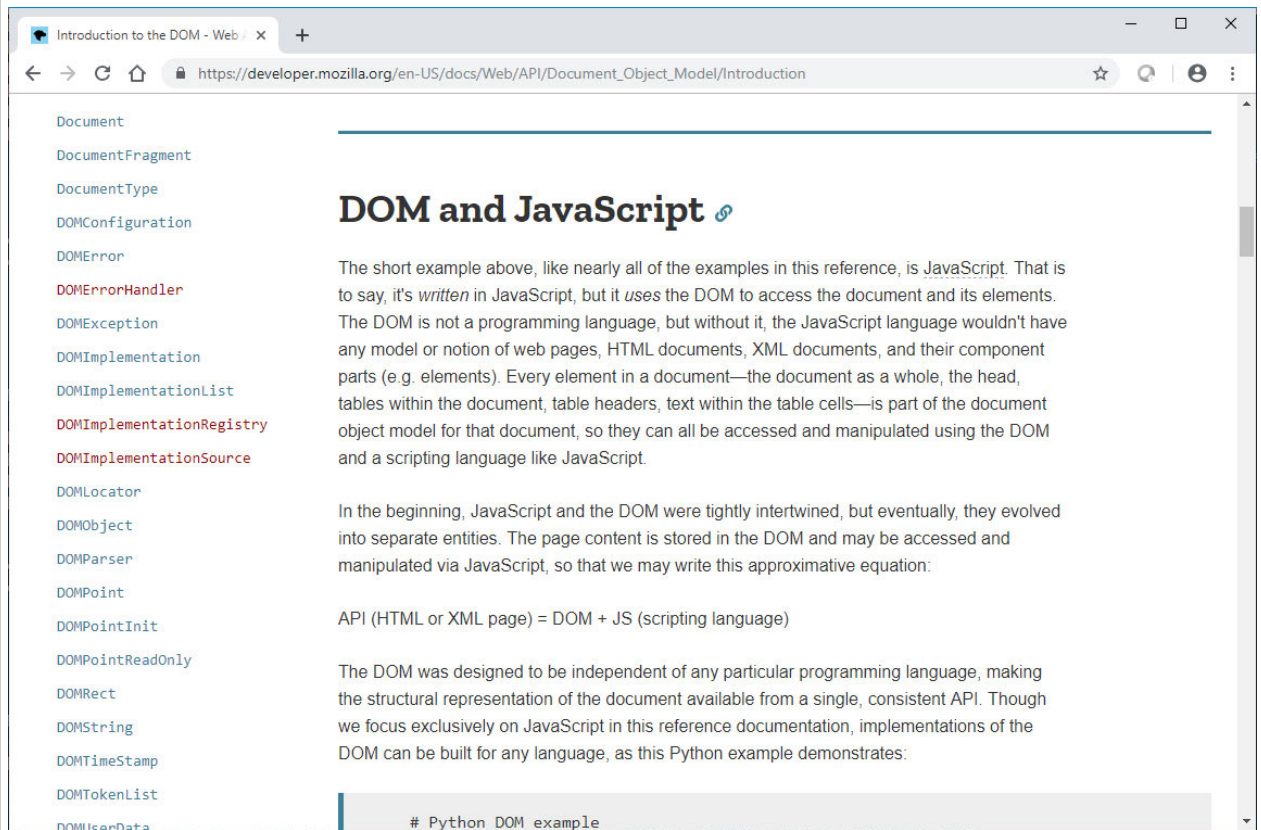 Introduction to the DOM - Web
https://developer.mozilla.org/en-US/docs/Web/API/Document_Object_Model/Introduction
Document
DocumentFragment
DocumentType
DOMConfiguration
DOMError
DOMErrorHandler
DOMException
DOMImplementation
DOMImplementationList
DOMImplementationRegistry
DOMImplementationSource
DOMLocator
DOMObject
DOMParser
DOMPoint
DOMPointInit
DOMPointReadOnly
DOMRect
DOMString
DOMTimeStamp
DOMTokenList
DOMUserData
DOM and JavaScript
The short example above, like nearly all of the examples in this reference, is JavaScript. That is
to say, it's written in JavaScript, but it uses the DOM to access the document and its elements.
The DOM is not a programming language, but without it, the JavaScript language wouldn't have
any model or notion of web pages, HTML documents, XML documents, and their component
parts (e.g. elements). Every element in a document—the document as a whole, the head,
tables within the document, table headers, text within the table cells—is part of the document
object model for that document, so they can all be accessed and manipulated using the DOM
and a scripting language like JavaScript.
In the beginning, JavaScript and the DOM were tightly intertwined, but eventually, they evolved
into separate entities. The page content is stored in the DOM and may be accessed and
manipulated via JavaScript, so that we may write this approximative equation:
API (HTML or XML page) = DOM + JS (scripting language)
The DOM was designed to be independent of any particular programming language, making
the structural representation of the document available from a single, consistent API. Though
we focus exclusively on JavaScript in this reference documentation, implementations of the
DOM can be built for any language, as this Python example demonstrates:
# Python DOM example